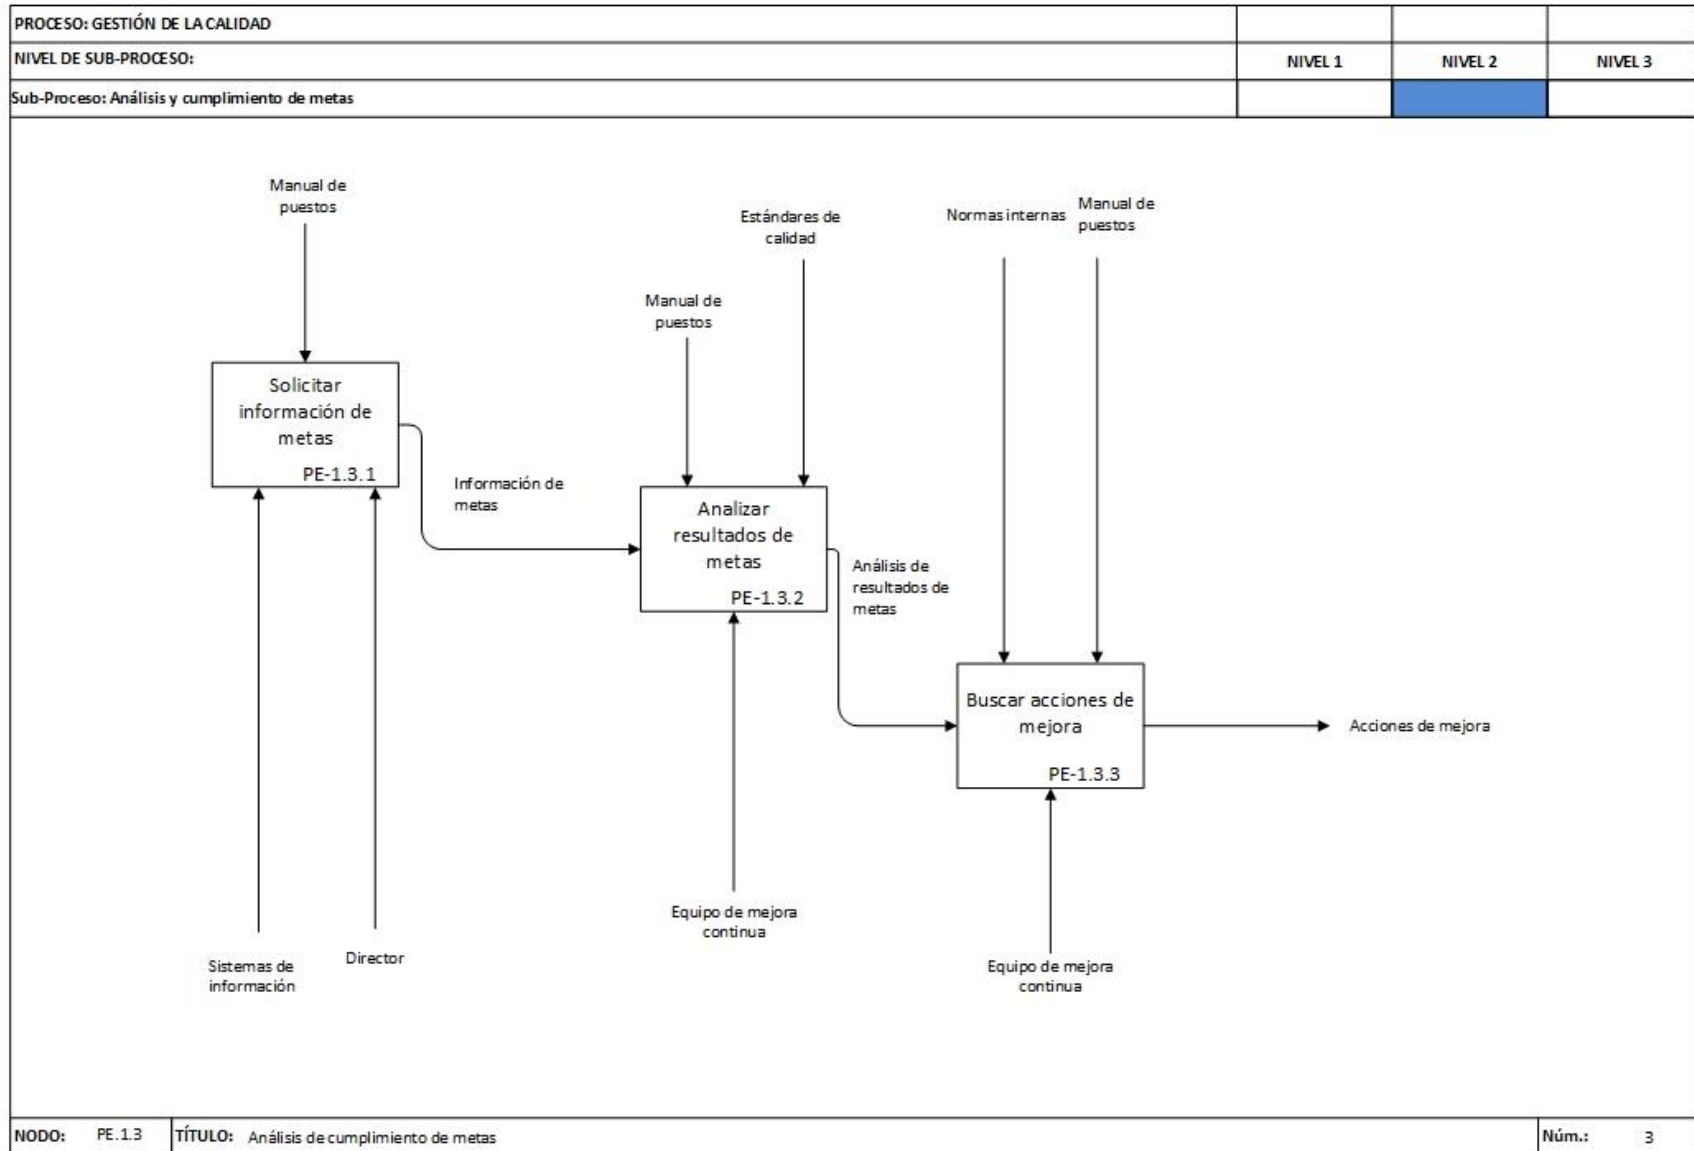 PROCESO: GESTIÓN DE LA CALIDAD
NIVEL DE SUB-PROCESO:
NIVEL 1
NIVEL 2
NIVEL 3
Sub-Proceso: Análisis y cumplimiento de metas
Manual de
puestos
Estándares de
calidad
Normas internas
Manual de
puestos
Manual de
puestos
Solicitar
información de
metas
PE-1.3.1
Información de
metas
Analizar
resultados de
metas
PE-1.3.2
Análisis de
resultados de
metas
Buscar acciones de
mejora
PE-1.3.3
Acciones de mejora
Equipo de mejora
continua
Sistemas de
información
Director
Equipo de mejora
continua
NODO: PE.1.3
TÍTULO: Análisis de cumplimiento de metas
Núm.: 3